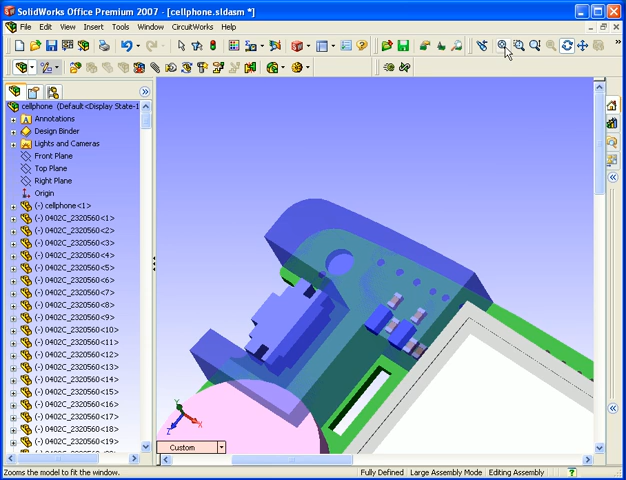 SolidWorks Office Premium 2007 - [cellphone.sldasm *]
File Edit View Insert Tools Window CircuitWorks Help
cellphone (Default<Display State-1
Annotations
Design Binder
Lights and Cameras
Front Plane
Top Plane
Right Plane
Origin
(-) cellphone<1>
(-) 0402C_2320560<1>
(-) 0402C_2320560<2>
(-) 0402C_2320560<3>
(-) 0402C_2320560<4>
(-) 0402C_2320560<5>
(-) 0402C_2320560<6>
(-) 0402C_2320560<7>
(-) 0402C_2320560<8>
(-) 0402C_2320560<9>
(-) 0402C_2320560<10>
(-) 0402C_2320560<11>
(-) 0402C_2320560<12>
(-) 0402C_2320560<13>
(-) 0402C_2320560<14>
(-) 0402C_2320560<15>
(-) 0402C_2320560<16>
(-) 0402C_2320560<17>
(-) 0402C_2320560<18>
(-) 0402C_2320560<19>
Y
X
Z
Custom
Zooms the model to fit the window. Fully Defined Large Assembly Mode Editing Assembly ?